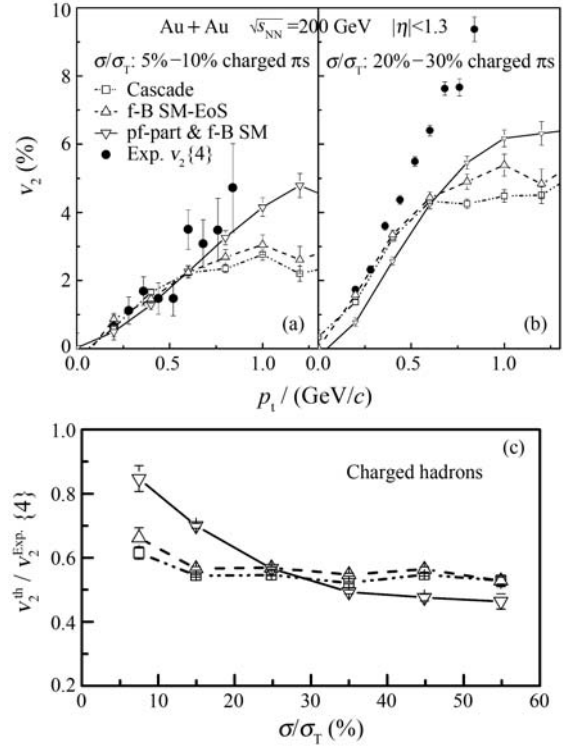 Au + Au √s_NN =200 GeV |η|<1.3
σ/σ_T: 5%−10% charged πs
σ/σ_T: 20%−30% charged πs
Cascade
f-B SM-EoS
pf-part & f-B SM
Exp. v₂{4}
10
8
6
4
2
0
v₂ (%)
(a)
(b)
0.0 0.5 1.0 0.0 0.5 1.0
p_t / (GeV/c)
(c)
Charged hadrons
1.0
0.8
0.6
0.4
0.2
v₂^th / v₂^Exp. {4}
0 10 20 30 40 50 60
σ/σ_T (%)